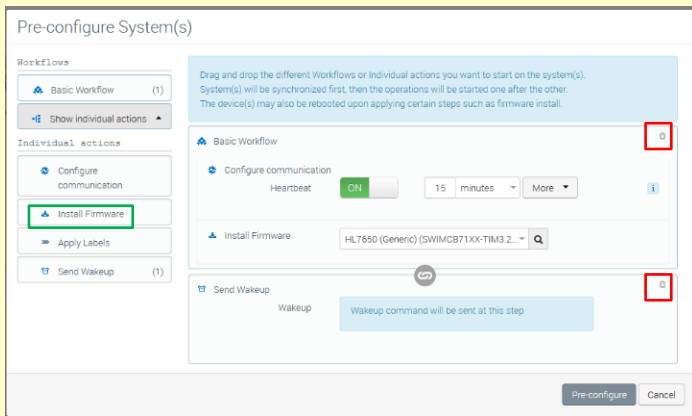 Pre-configure System(s)
Workflows
Basic Workflow (1)
Show individual actions
Individual actions
Configure
communication
Install Firmware
Apply Labels
Send Wakeup (1)
Drag and drop the different Workflows or Individual actions you want to start on the system(s).
System(s) will be synchronized first, then the operations will be started one after the other.
The device(s) may also be rebooted upon applying certain steps such as firmware install.
Basic Workflow
Configure communication
Heartbeat ON 15 minutes More i
Install Firmware HL7650 (Generic) (SWIMCB71XX-TIM3.2...
Send Wakeup
Wakeup Wakeup command will be sent at this step
Pre-configure Cancel